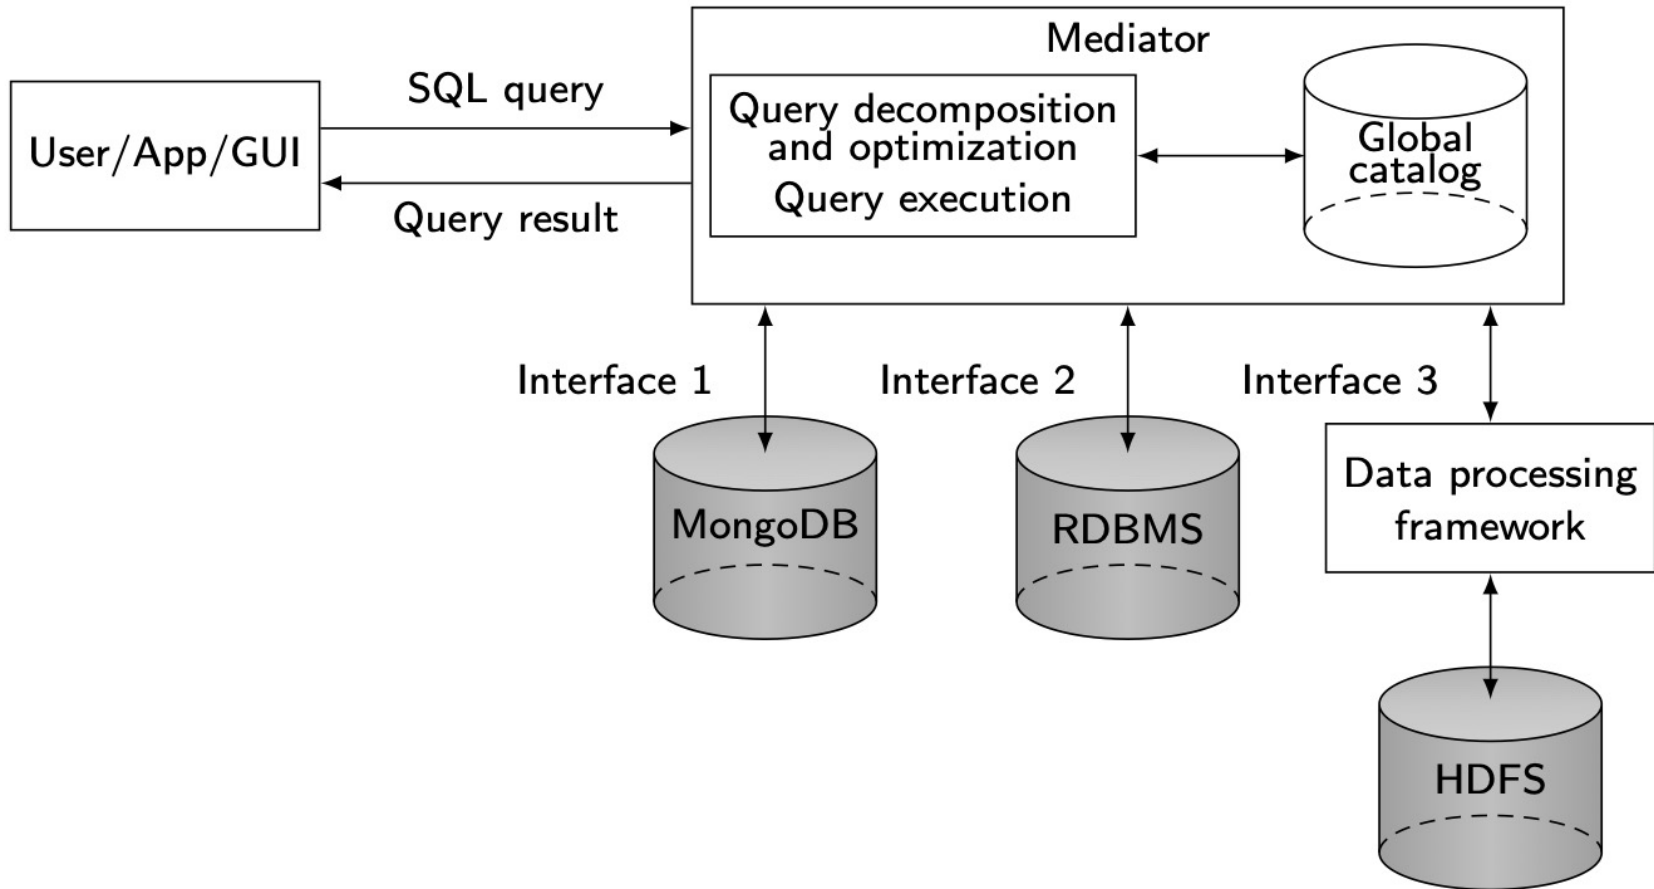 Mediator
SQL query
User/App/GUI
Query result
Query decomposition
and optimization
Query execution
Global
catalog
Interface 1
Interface 2
Interface 3
MongoDB
RDBMS
Data processing
framework
HDFS